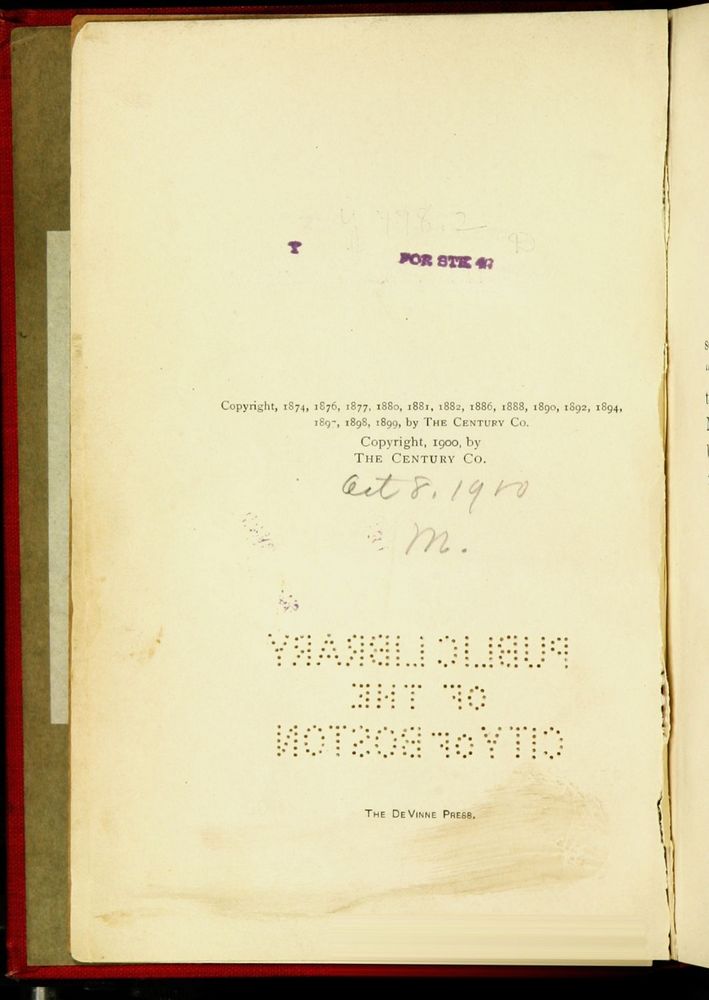 T
FOR STK
Copyright, 1874, 1876, 1877, 1880, 1881, 1882, 1886, 1888, 1890, 1892, 1894,
1897, 1898, 1899, by THE CENTURY CO.
Copyright, 1900, by
THE CENTURY CO.
Oct 8. 1900
M.
PUBLIC LIBRARY
OF THE
CITY OF BOSTON
THE DE VINNE PRESS.